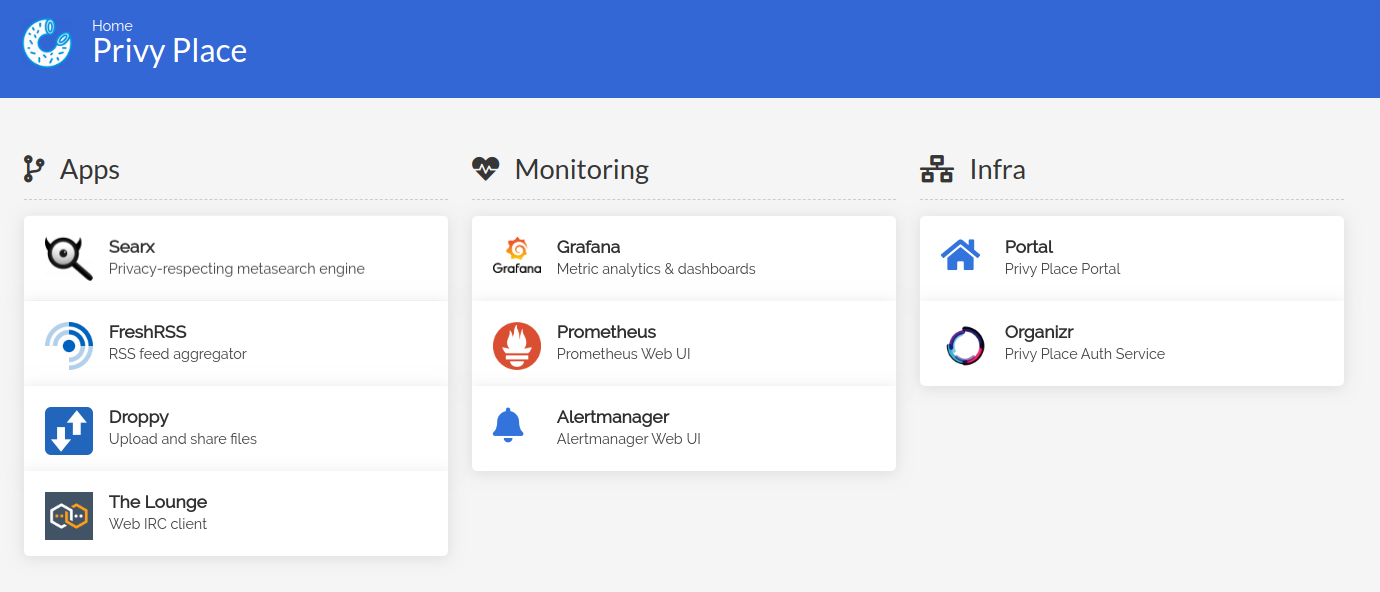 Home
Privy Place
Apps
Searx
Privacy-respecting metasearch engine
FreshRSS
RSS feed aggregator
Droppy
Upload and share files
The Lounge
Web IRC client
Monitoring
Grafana
Grafana
Metric analytics & dashboards
Prometheus
Prometheus Web UI
Alertmanager
Alertmanager Web UI
Infra
Portal
Privy Place Portal
Organizr
Privy Place Auth Service